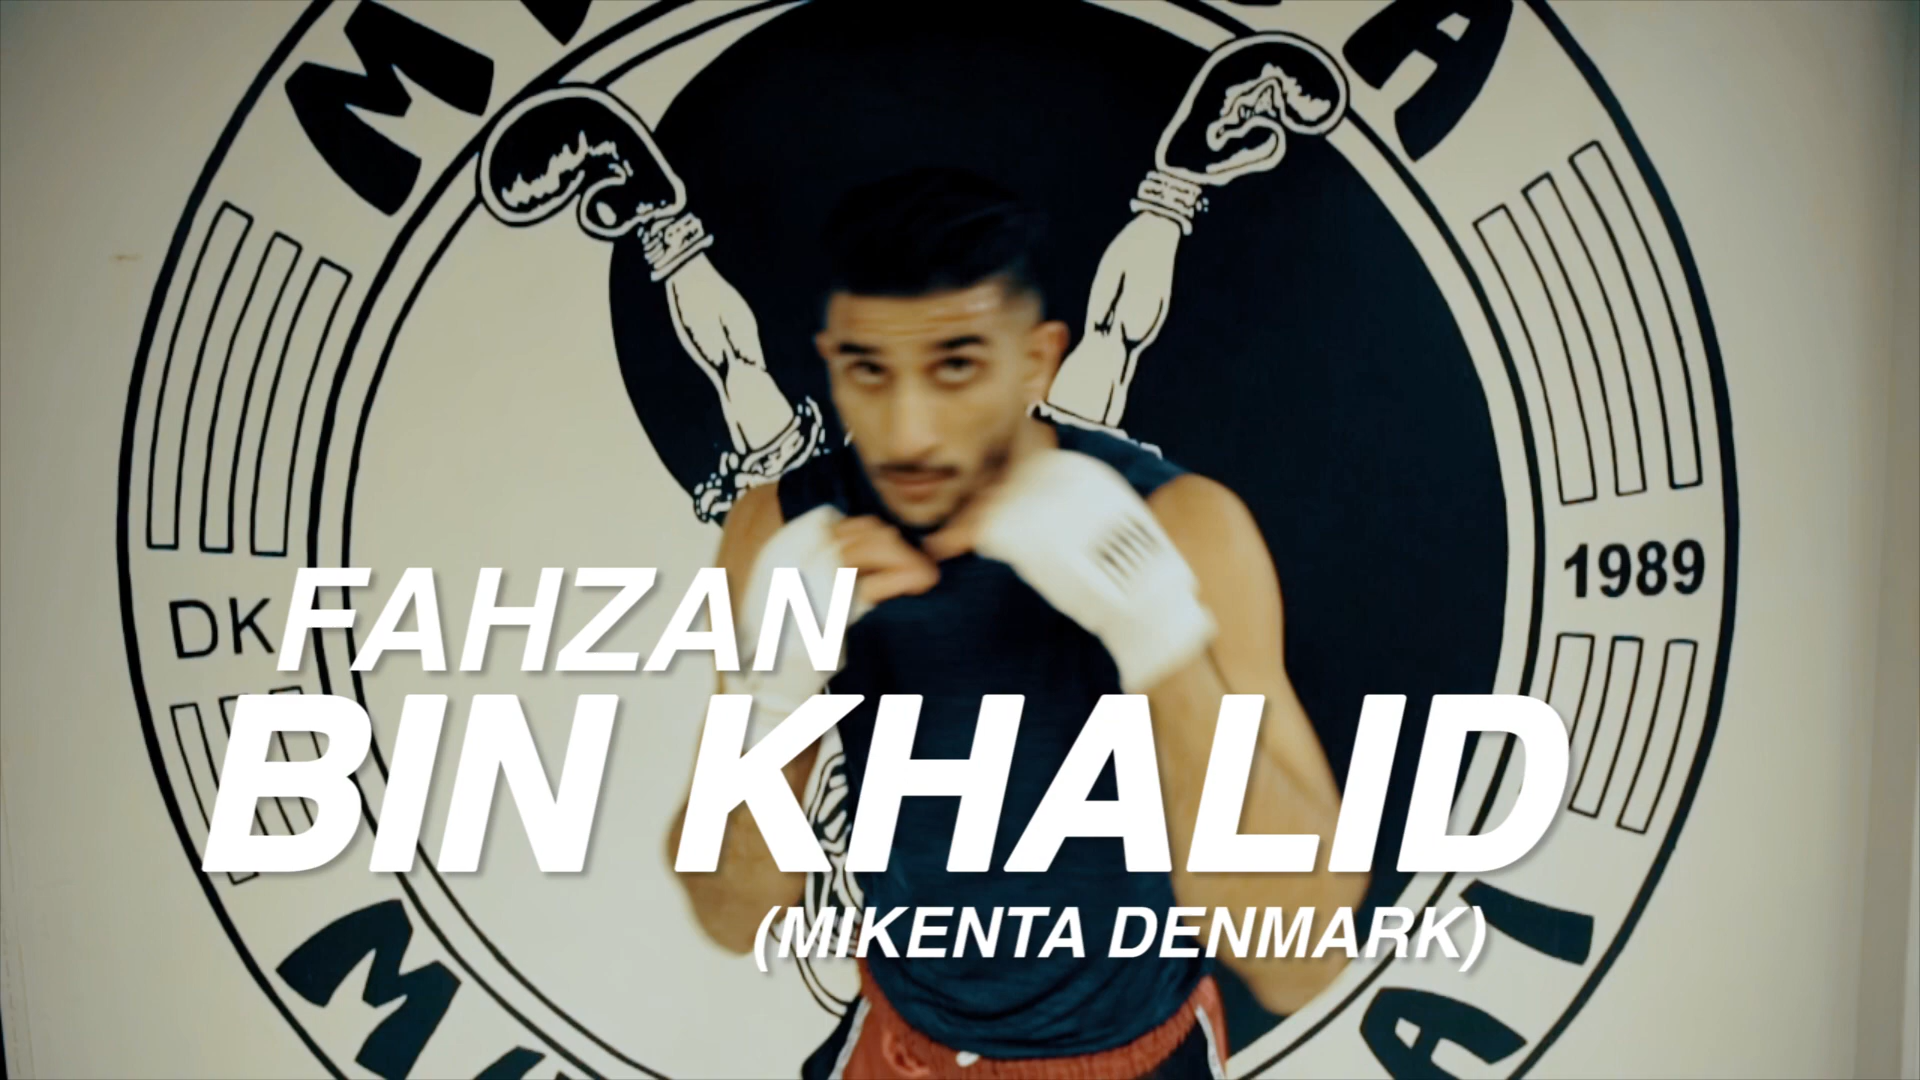 DK
1989
FAHZAN
BIN KHALID
(MIKENTA DENMARK)